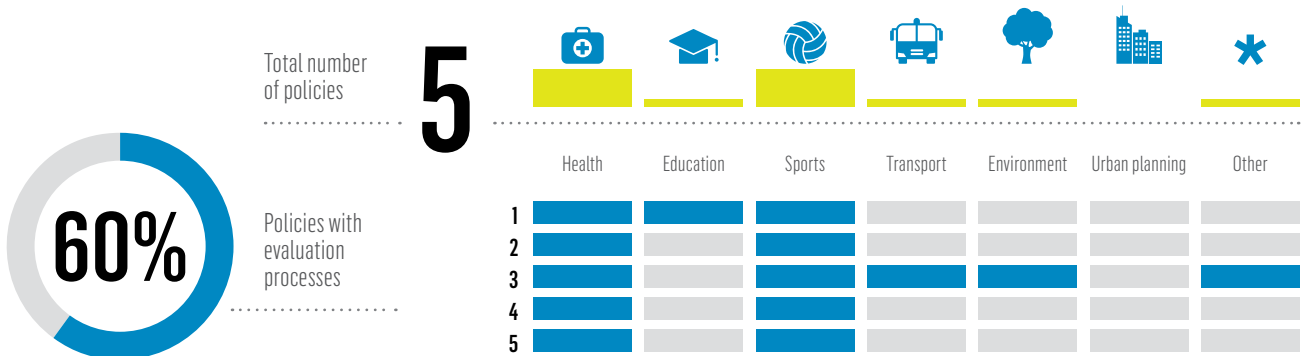 Total number
of policies
5
60%
Policies with
evaluation
processes
Health Education Sports Transport Environment Urban planning Other
1
2
3
4
5